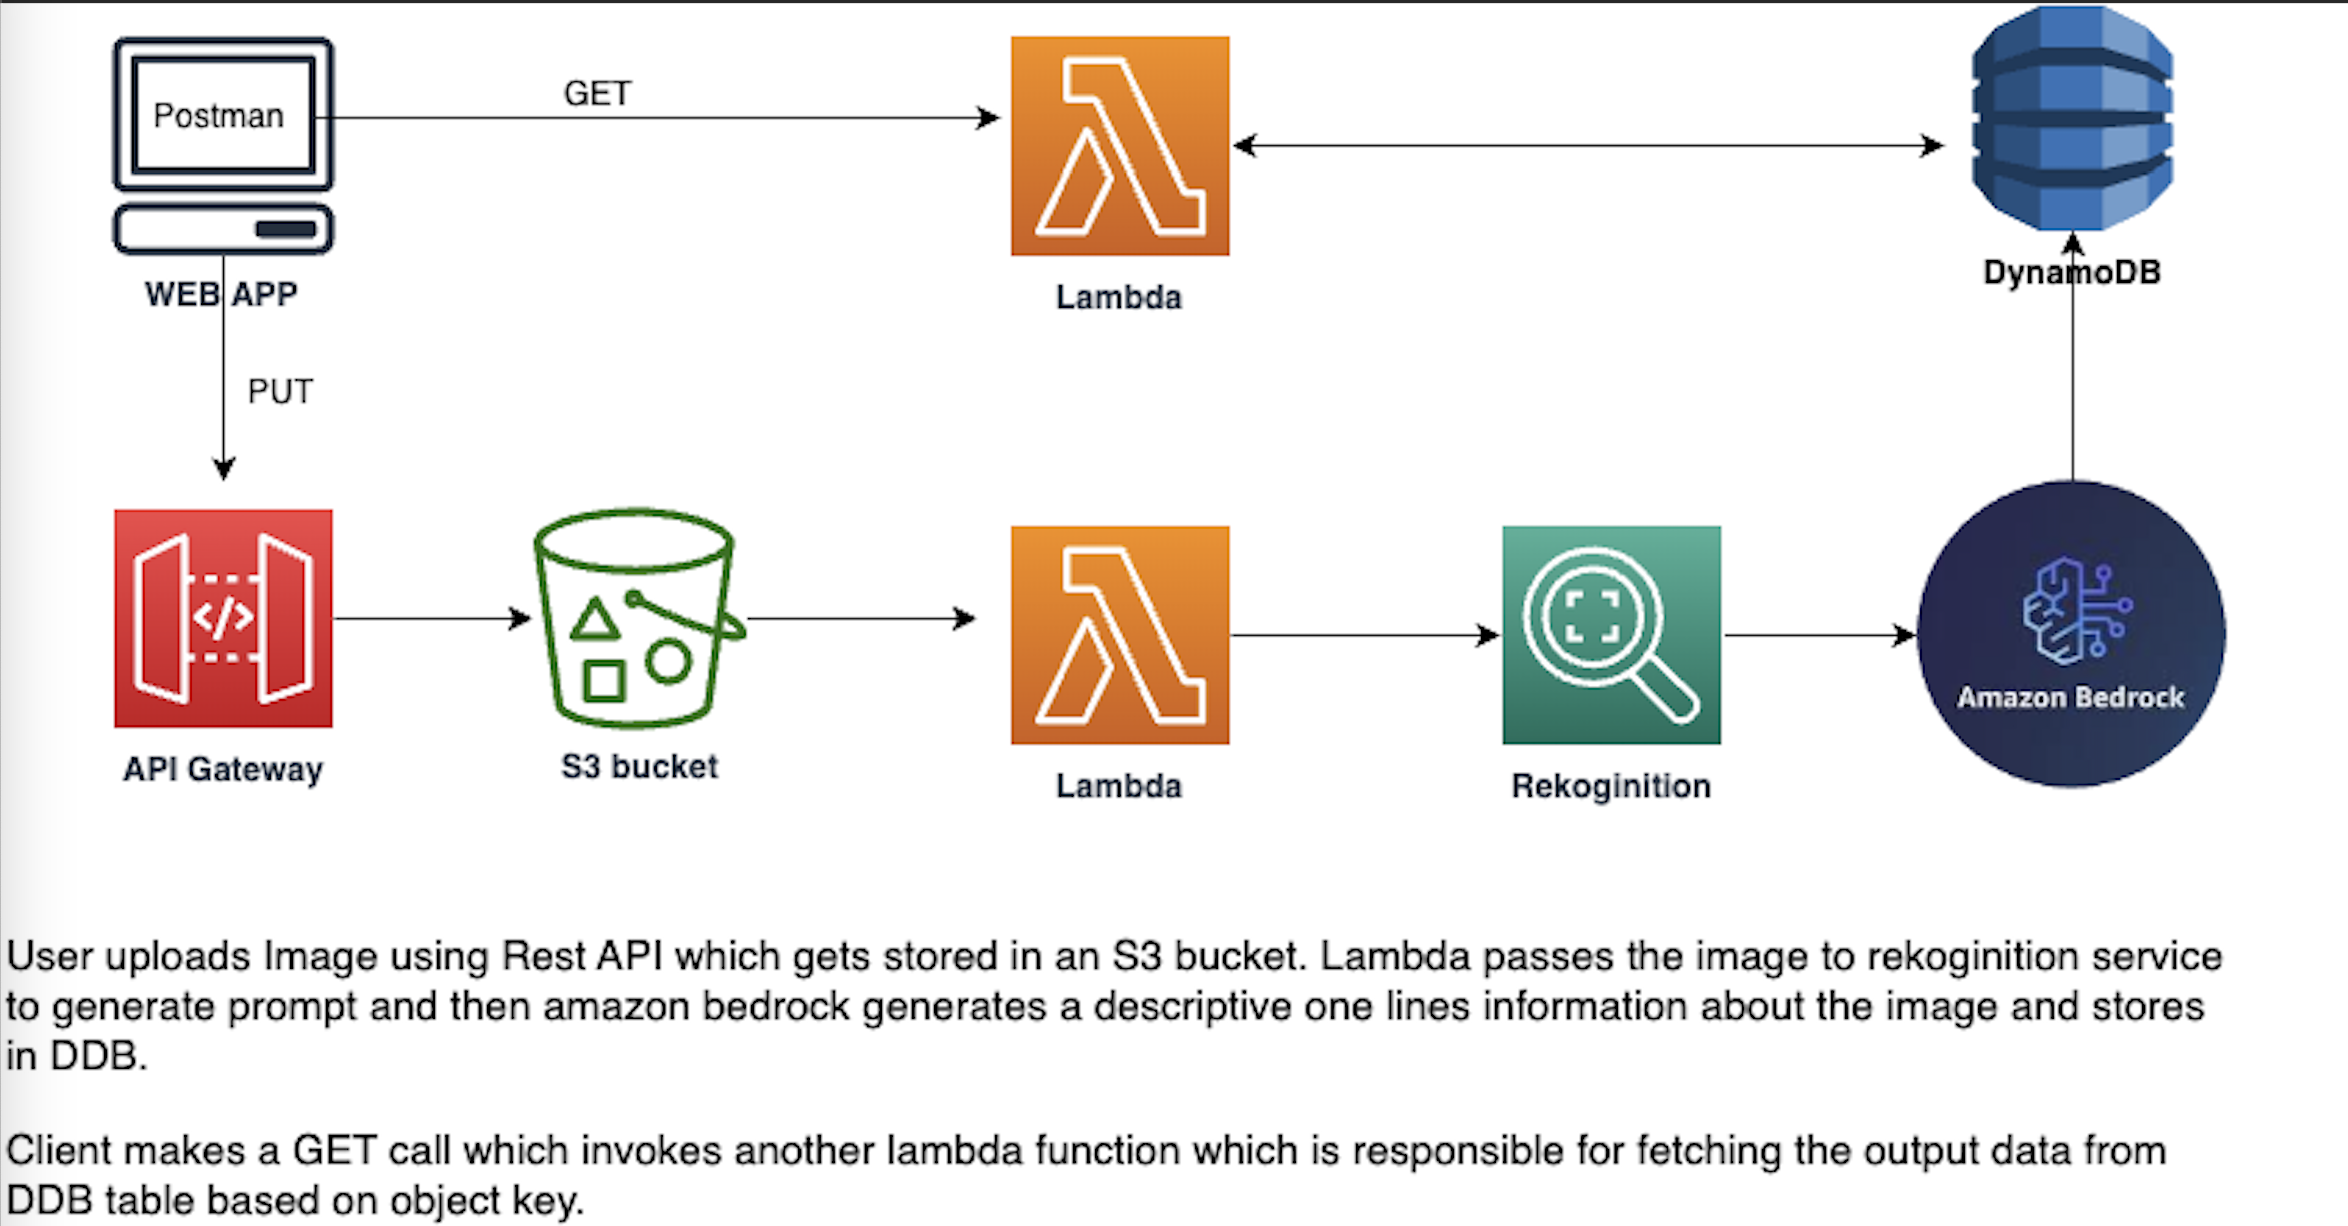 Postman
GET
WEB APP
Lambda
DynamoDB
PUT
</>
API Gateway
S3 bucket
Lambda
Rekoginition
Amazon Bedrock
User uploads Image using Rest API which gets stored in an S3 bucket. Lambda passes the image to rekoginition service
to generate prompt and then amazon bedrock generates a descriptive one lines information about the image and stores
in DDB.
Client makes a GET call which invokes another lambda function which is responsible for fetching the output data from
DDB table based on object key.